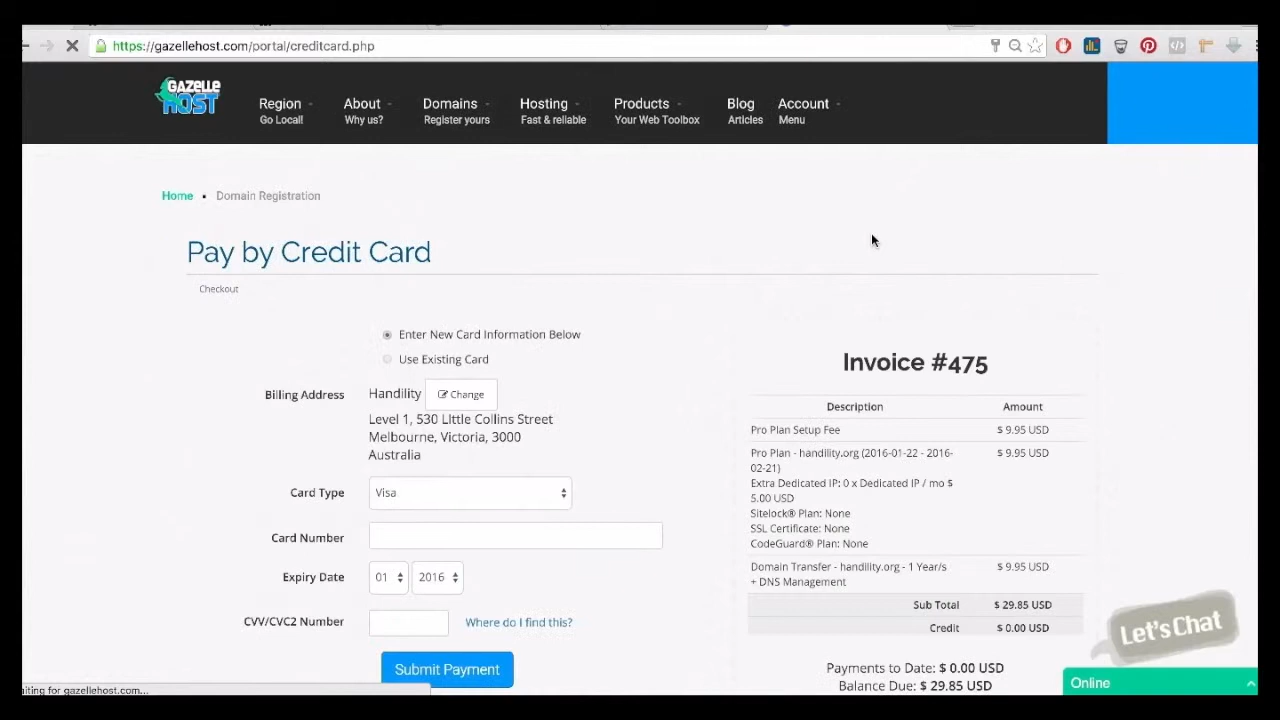 https://gazellehost.com/portal/creditcard.php
GAZELLE
HOST
Region
Go Local!
About
Why us?
Domains
Register yours
Hosting
Fast & reliable
Products
Your Web Toolbox
Blog
Articles
Account
Menu
Home ▪ Domain Registration
Pay by Credit Card
Checkout
Enter New Card Information Below
Use Existing Card
Billing Address
Handility
Change
Level 1, 530 LIttle Collins Street
Melbourne, Victoria, 3000
Australia
Card Type
Visa
Card Number
Expiry Date
01
2016
CVV/CVC2 Number
Where do I find this?
Submit Payment
Invoice #475
Description Amount
Pro Plan Setup Fee $ 9.95 USD
Pro Plan - handility.org (2016-01-22 - 2016- $ 9.95 USD
02-21)
Extra Dedicated IP: 0 x Dedicated IP / mo $
5.00 USD
Sitelock® Plan: None
SSL Certificate: None
CodeGuard® Plan: None
Domain Transfer - handility.org - 1 Year/s $ 9.95 USD
+ DNS Management
Sub Total $ 29.85 USD
Credit $ 0.00 USD
Payments to Date: $ 0.00 USD
Balance Due: $ 29.85 USD
Let's Chat
Online
iting for gazellehost.com...